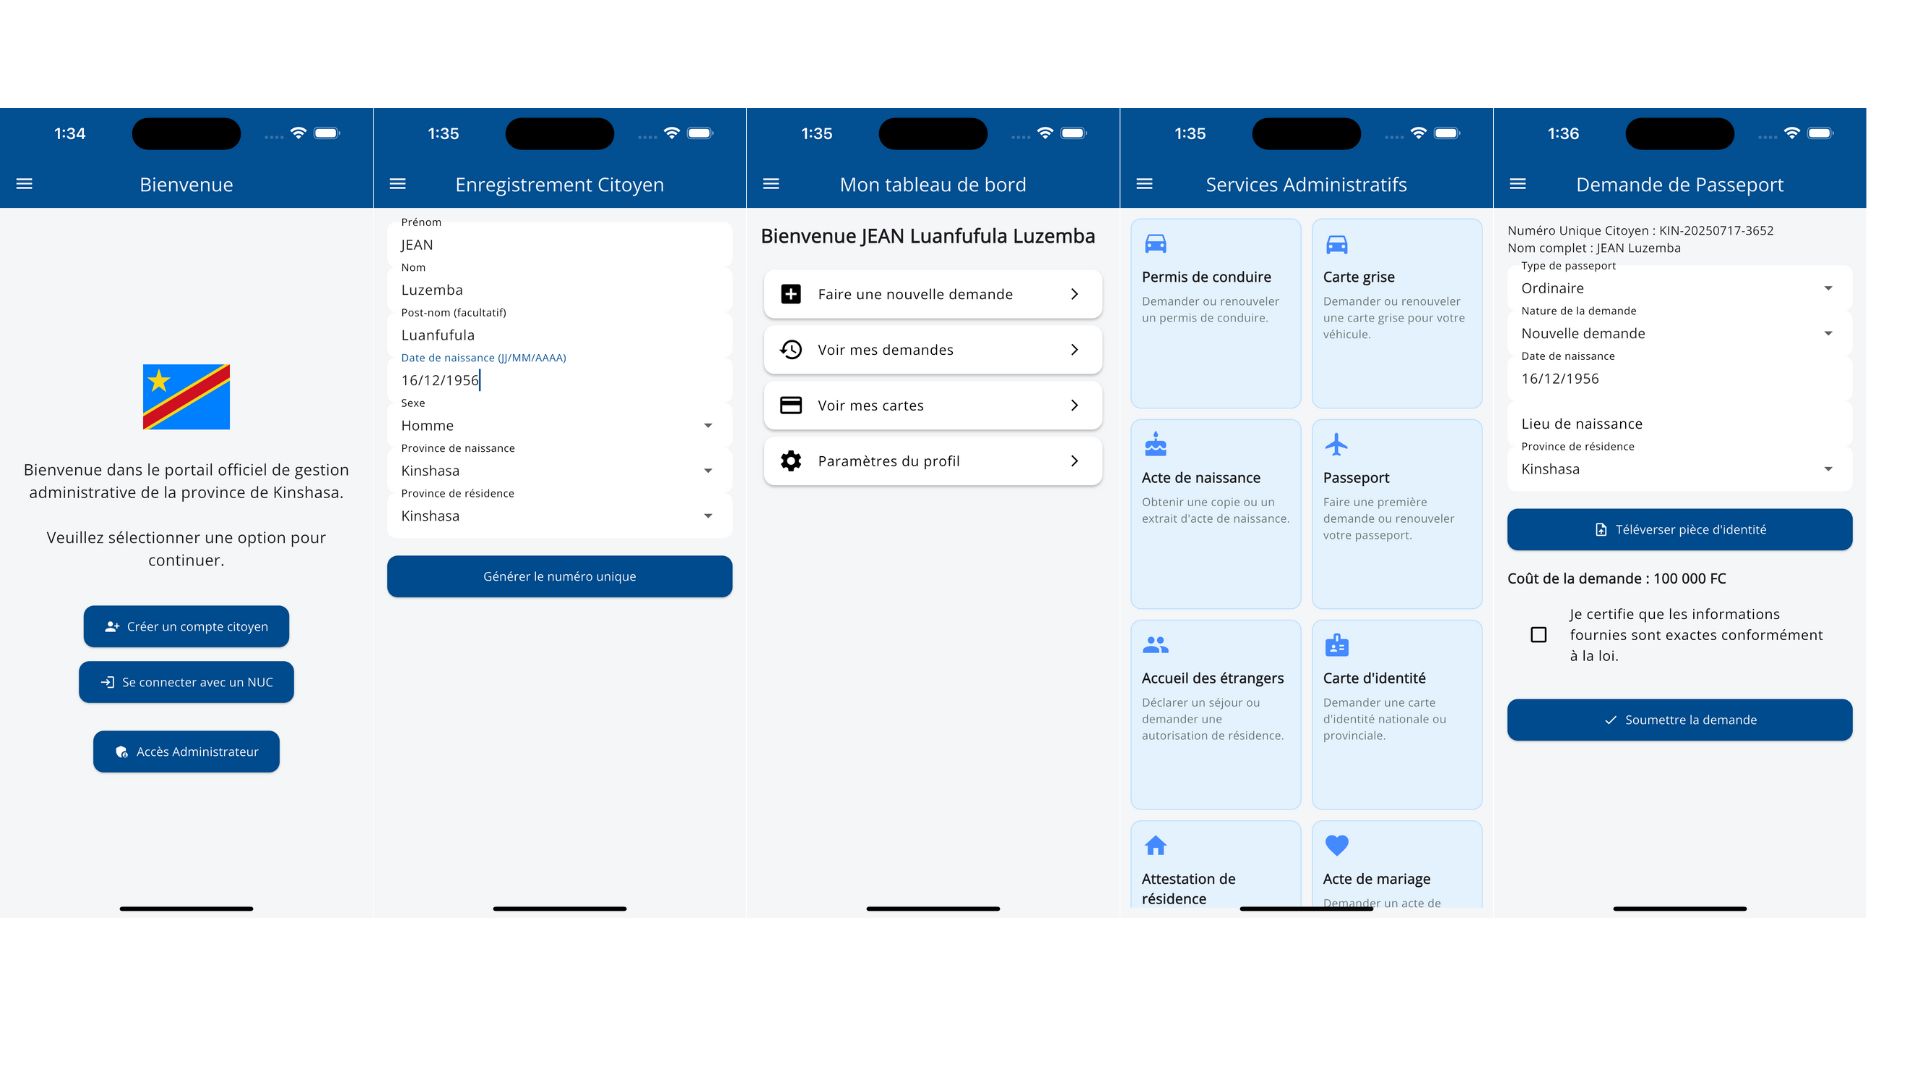 1:34
Bienvenue
Bienvenue dans le portail officiel de gestion
administrative de la province de Kinshasa.
Veuillez sélectionner une option pour
continuer.
Créer un compte citoyen
Se connecter avec un NUC
Accès Administrateur
1:35
Enregistrement Citoyen
Prénom
JEAN
Nom
Luzemba
Post-nom (facultatif)
Luanfufula
Date de naissance (JJ/MM/AAAA)
16/12/1956
Sexe
Homme
Province de naissance
Kinshasa
Province de résidence
Kinshasa
Générer le numéro unique
1:35
Mon tableau de bord
Bienvenue JEAN Luanfufula Luzemba
Faire une nouvelle demande
Voir mes demandes
Voir mes cartes
Paramètres du profil
1:35
Services Administratifs
Permis de conduire
Demander ou renouveler
un permis de conduire.
Carte grise
Demander ou renouveler
une carte grise pour votre
véhicule.
Acte de naissance
Obtenir une copie ou un
extrait d'acte de naissance.
Passeport
Faire une première
demande ou renouveler
votre passeport.
Accueil des étrangers
Déclarer un séjour ou
demander une
autorisation de résidence.
Carte d'identité
Demander une carte
d'identité nationale ou
provinciale.
Attestation de
résidence
Acte de mariage
Demander un acte de
1:36
Demande de Passeport
Numéro Unique Citoyen : KIN-20250717-3652
Nom complet : JEAN Luzemba
Type de passeport
Ordinaire
Nature de la demande
Nouvelle demande
Date de naissance
16/12/1956
Lieu de naissance
Province de résidence
Kinshasa
Téléverser pièce d'identité
Coût de la demande : 100 000 FC
Je certifie que les informations
fournies sont exactes conformément
à la loi.
Soumettre la demande